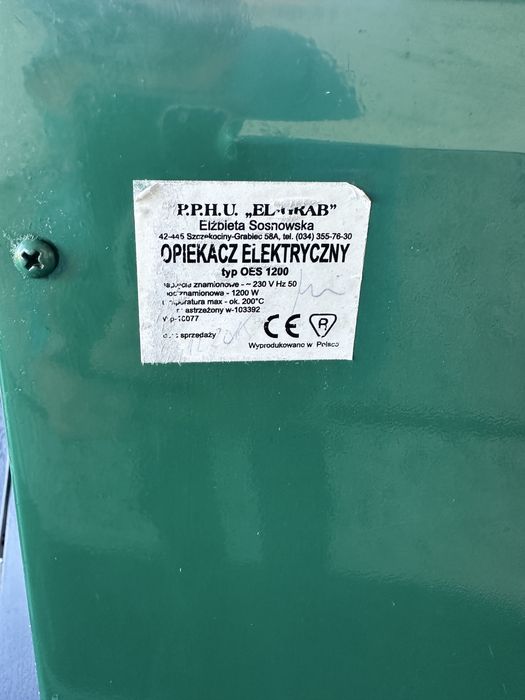 P.P.H.U. „EL-GRAB”
Elżbieta Sosnowska
42-445 Szczekociny-Grabiec 58A, tel. (034) 355-76-30
OPIEKACZ ELEKTRYCZNY
typ OES 1200
znamionowe - ~ 230 V Hz 50
znamionowa - 1200 W
max - ok. 200°C
w-103392
sprzedaży
CE
Wyprodukowano w Polsce